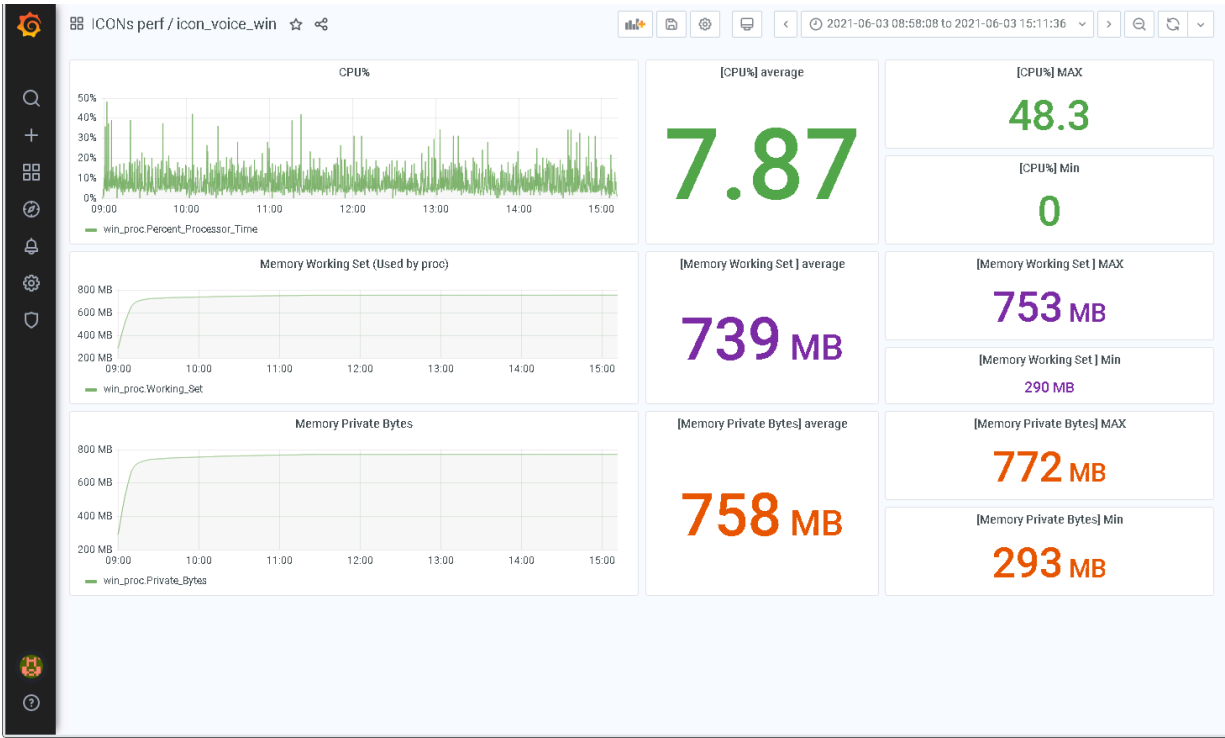 ICONs perf / icon_voice_win
2021-06-03 08:58:08 to 2021-06-03 15:11:36
CPU%
50%
40%
30%
20%
10%
0%
09:00 10:00 11:00 12:00 13:00 14:00 15:00
win_proc.Percent_Processor_Time
[CPU%] average
7.87
[CPU%] MAX
48.3
[CPU%] Min
0
Memory Working Set (Used by proc)
800 MB
600 MB
400 MB
200 MB
09:00 10:00 11:00 12:00 13:00 14:00 15:00
win_proc.Working_Set
[Memory Working Set ] average
739 MB
[Memory Working Set ] MAX
753 MB
[Memory Working Set ] Min
290 MB
Memory Private Bytes
800 MB
600 MB
400 MB
200 MB
09:00 10:00 11:00 12:00 13:00 14:00 15:00
win_proc.Private_Bytes
[Memory Private Bytes] average
758 MB
[Memory Private Bytes] MAX
772 MB
[Memory Private Bytes] Min
293 MB